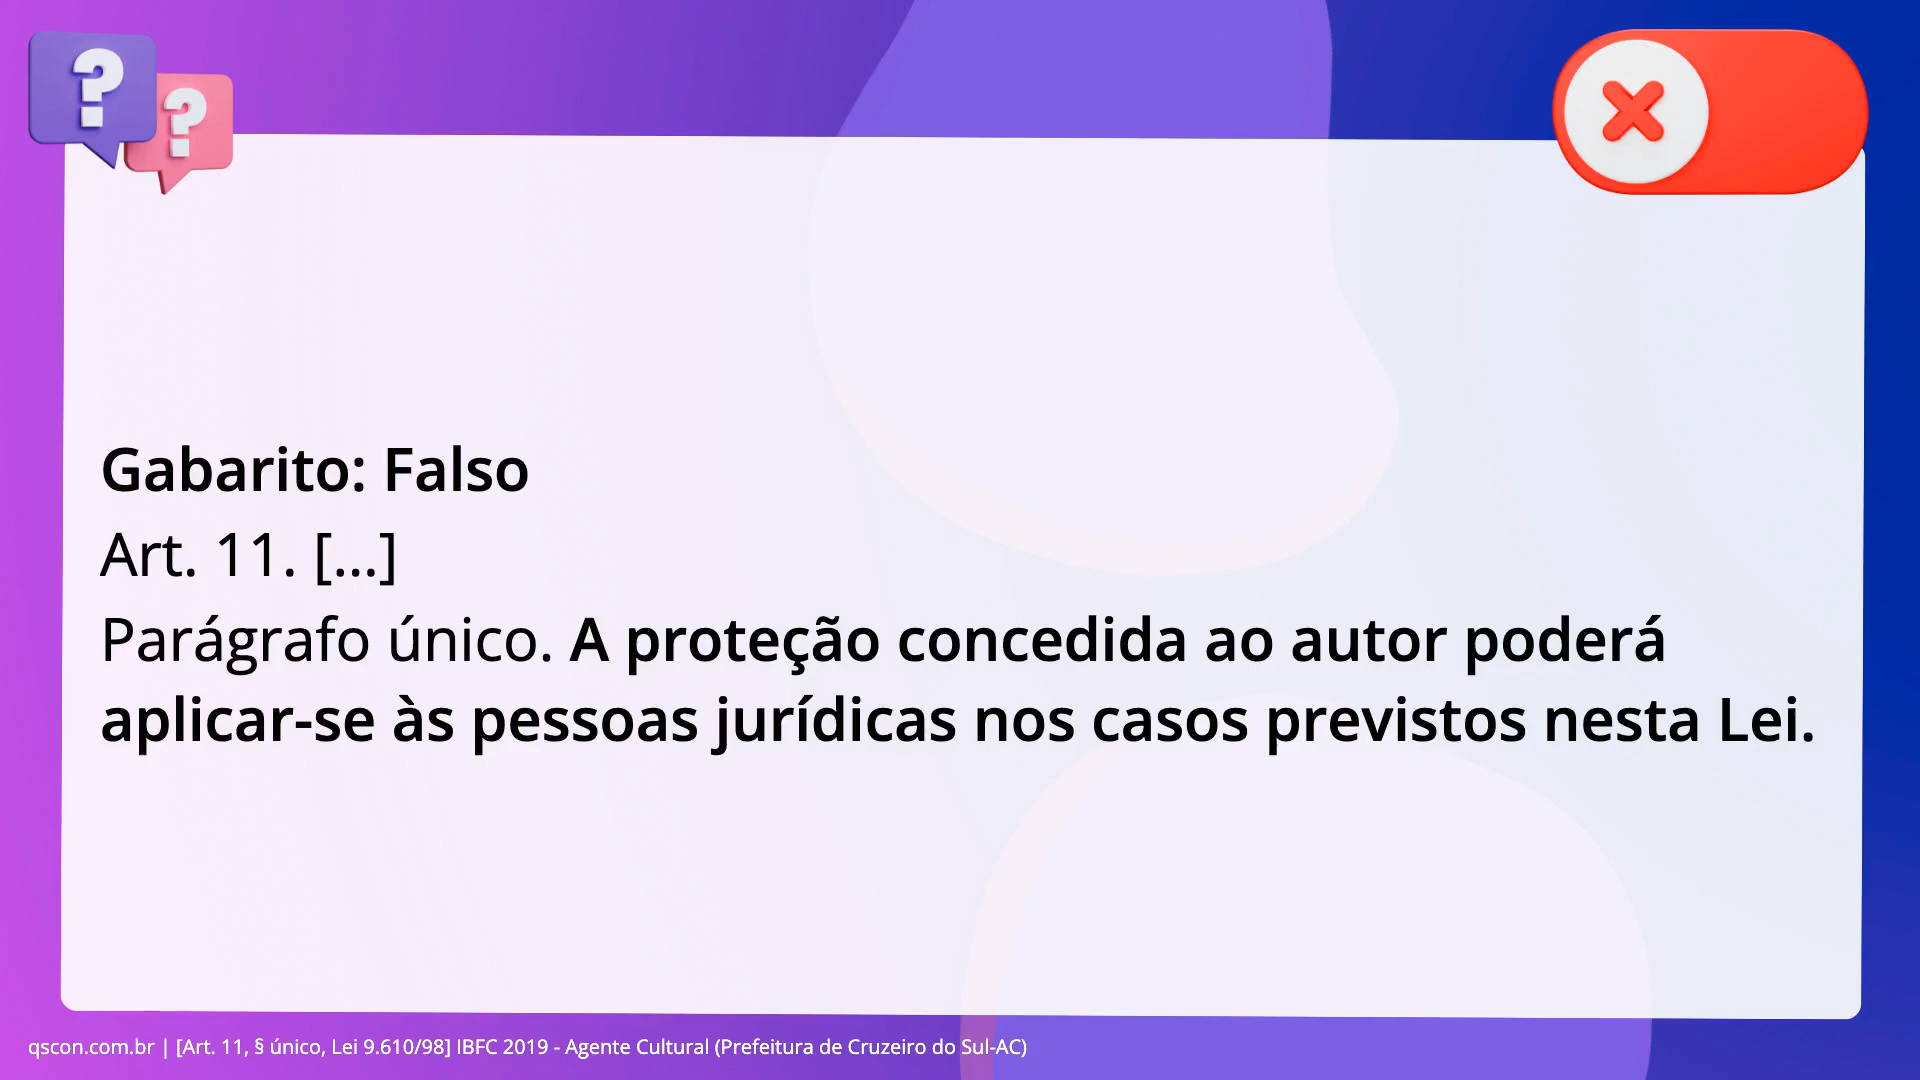 Gabarito: Falso
Art. 11. [...]
Parágrafo único. A proteção concedida ao autor poderá
aplicar-se às pessoas jurídicas nos casos previstos nesta Lei.
qscon.com.br | [Art. 11, § único, Lei 9.610/98] IBFC 2019 - Agente Cultural (Prefeitura de Cruzeiro do Sul-AC)